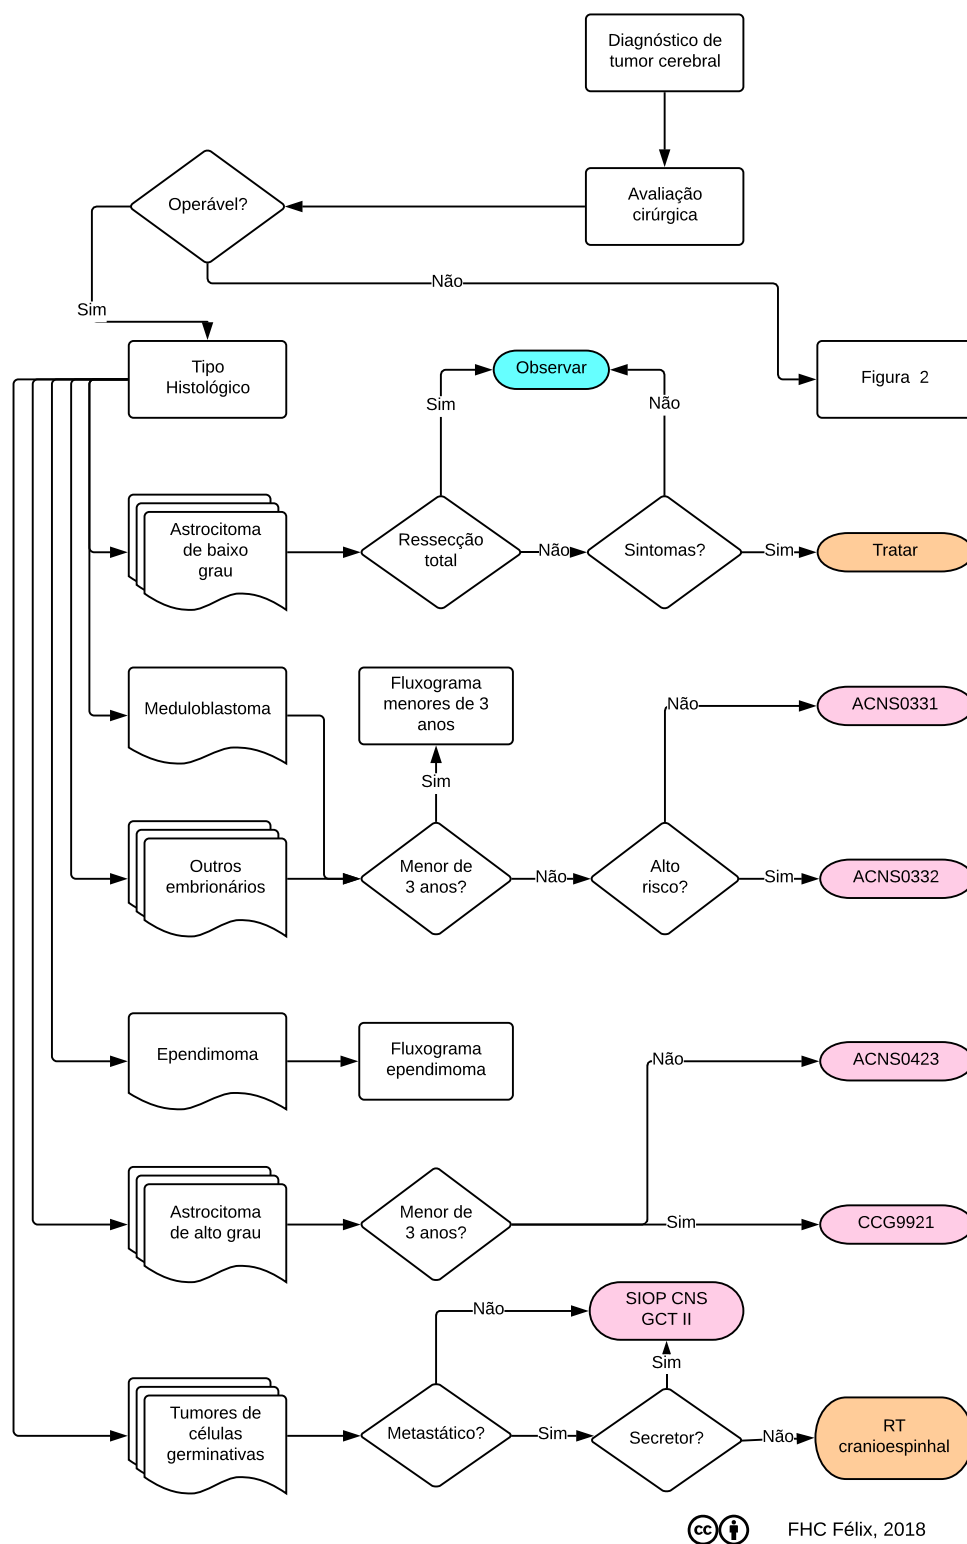 Diagnóstico de
tumor cerebral
Avaliação
cirúrgica
Operável?
Não
Sim
Tipo
Histológico
Observar
Figura  2
Sim
Não
Astrocitoma
de baixo
grau
Ressecção
total
Não
Sintomas?
Sim
Tratar
Meduloblastoma
Fluxograma
menores de 3
anos
Não
ACNS0331
Sim
Outros
embrionários
Menor de
3 anos?
Não
Alto
risco?
Sim
ACNS0332
Ependimoma
Fluxograma
ependimoma
Não
ACNS0423
Astrocitoma
de alto grau
Menor de
3 anos?
Sim
CCG9921
Não
SIOP CNS
GCT II
Sim
Tumores de
células
germinativas
Metastático?
Sim
Secretor?
Não
RT
cranioespinhal
cc
FHC Félix, 2018